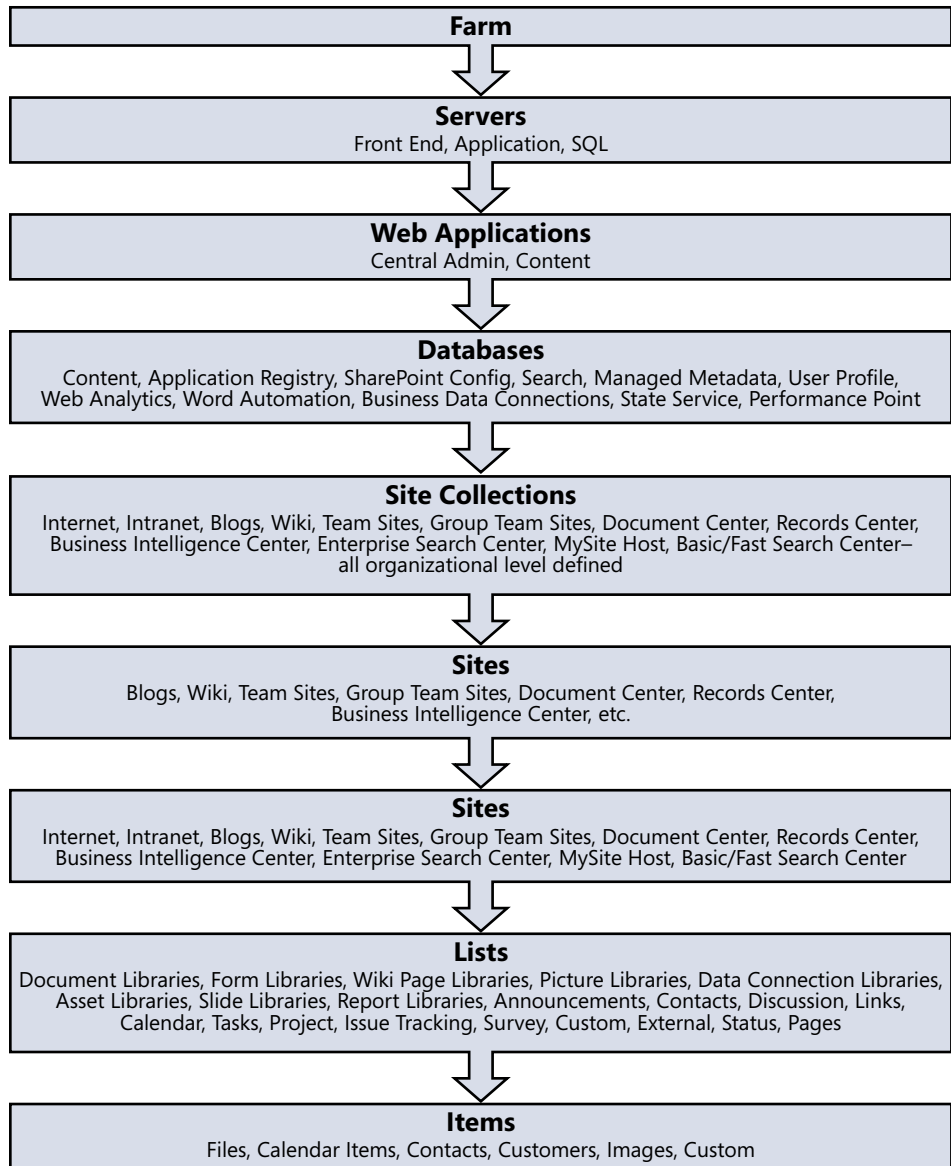 Farm
Servers
Front End, Application, SQL
Web Applications
Central Admin, Content
Databases
Content, Application Registry, SharePoint Config, Search, Managed Metadata, User Profile,
Web Analytics, Word Automation, Business Data Connections, State Service, Performance Point
Site Collections
Internet, Intranet, Blogs, Wiki, Team Sites, Group Team Sites, Document Center, Records Center,
Business Intelligence Center, Enterprise Search Center, MySite Host, Basic/Fast Search Center–
all organizational level defined
Sites
Blogs, Wiki, Team Sites, Group Team Sites, Document Center, Records Center,
Business Intelligence Center, etc.
Sites
Internet, Intranet, Blogs, Wiki, Team Sites, Group Team Sites, Document Center, Records Center,
Business Intelligence Center, Enterprise Search Center, MySite Host, Basic/Fast Search Center
Lists
Document Libraries, Form Libraries, Wiki Page Libraries, Picture Libraries, Data Connection Libraries,
Asset Libraries, Slide Libraries, Report Libraries, Announcements, Contacts, Discussion, Links,
Calendar, Tasks, Project, Issue Tracking, Survey, Custom, External, Status, Pages
Items
Files, Calendar Items, Contacts, Customers, Images, Custom